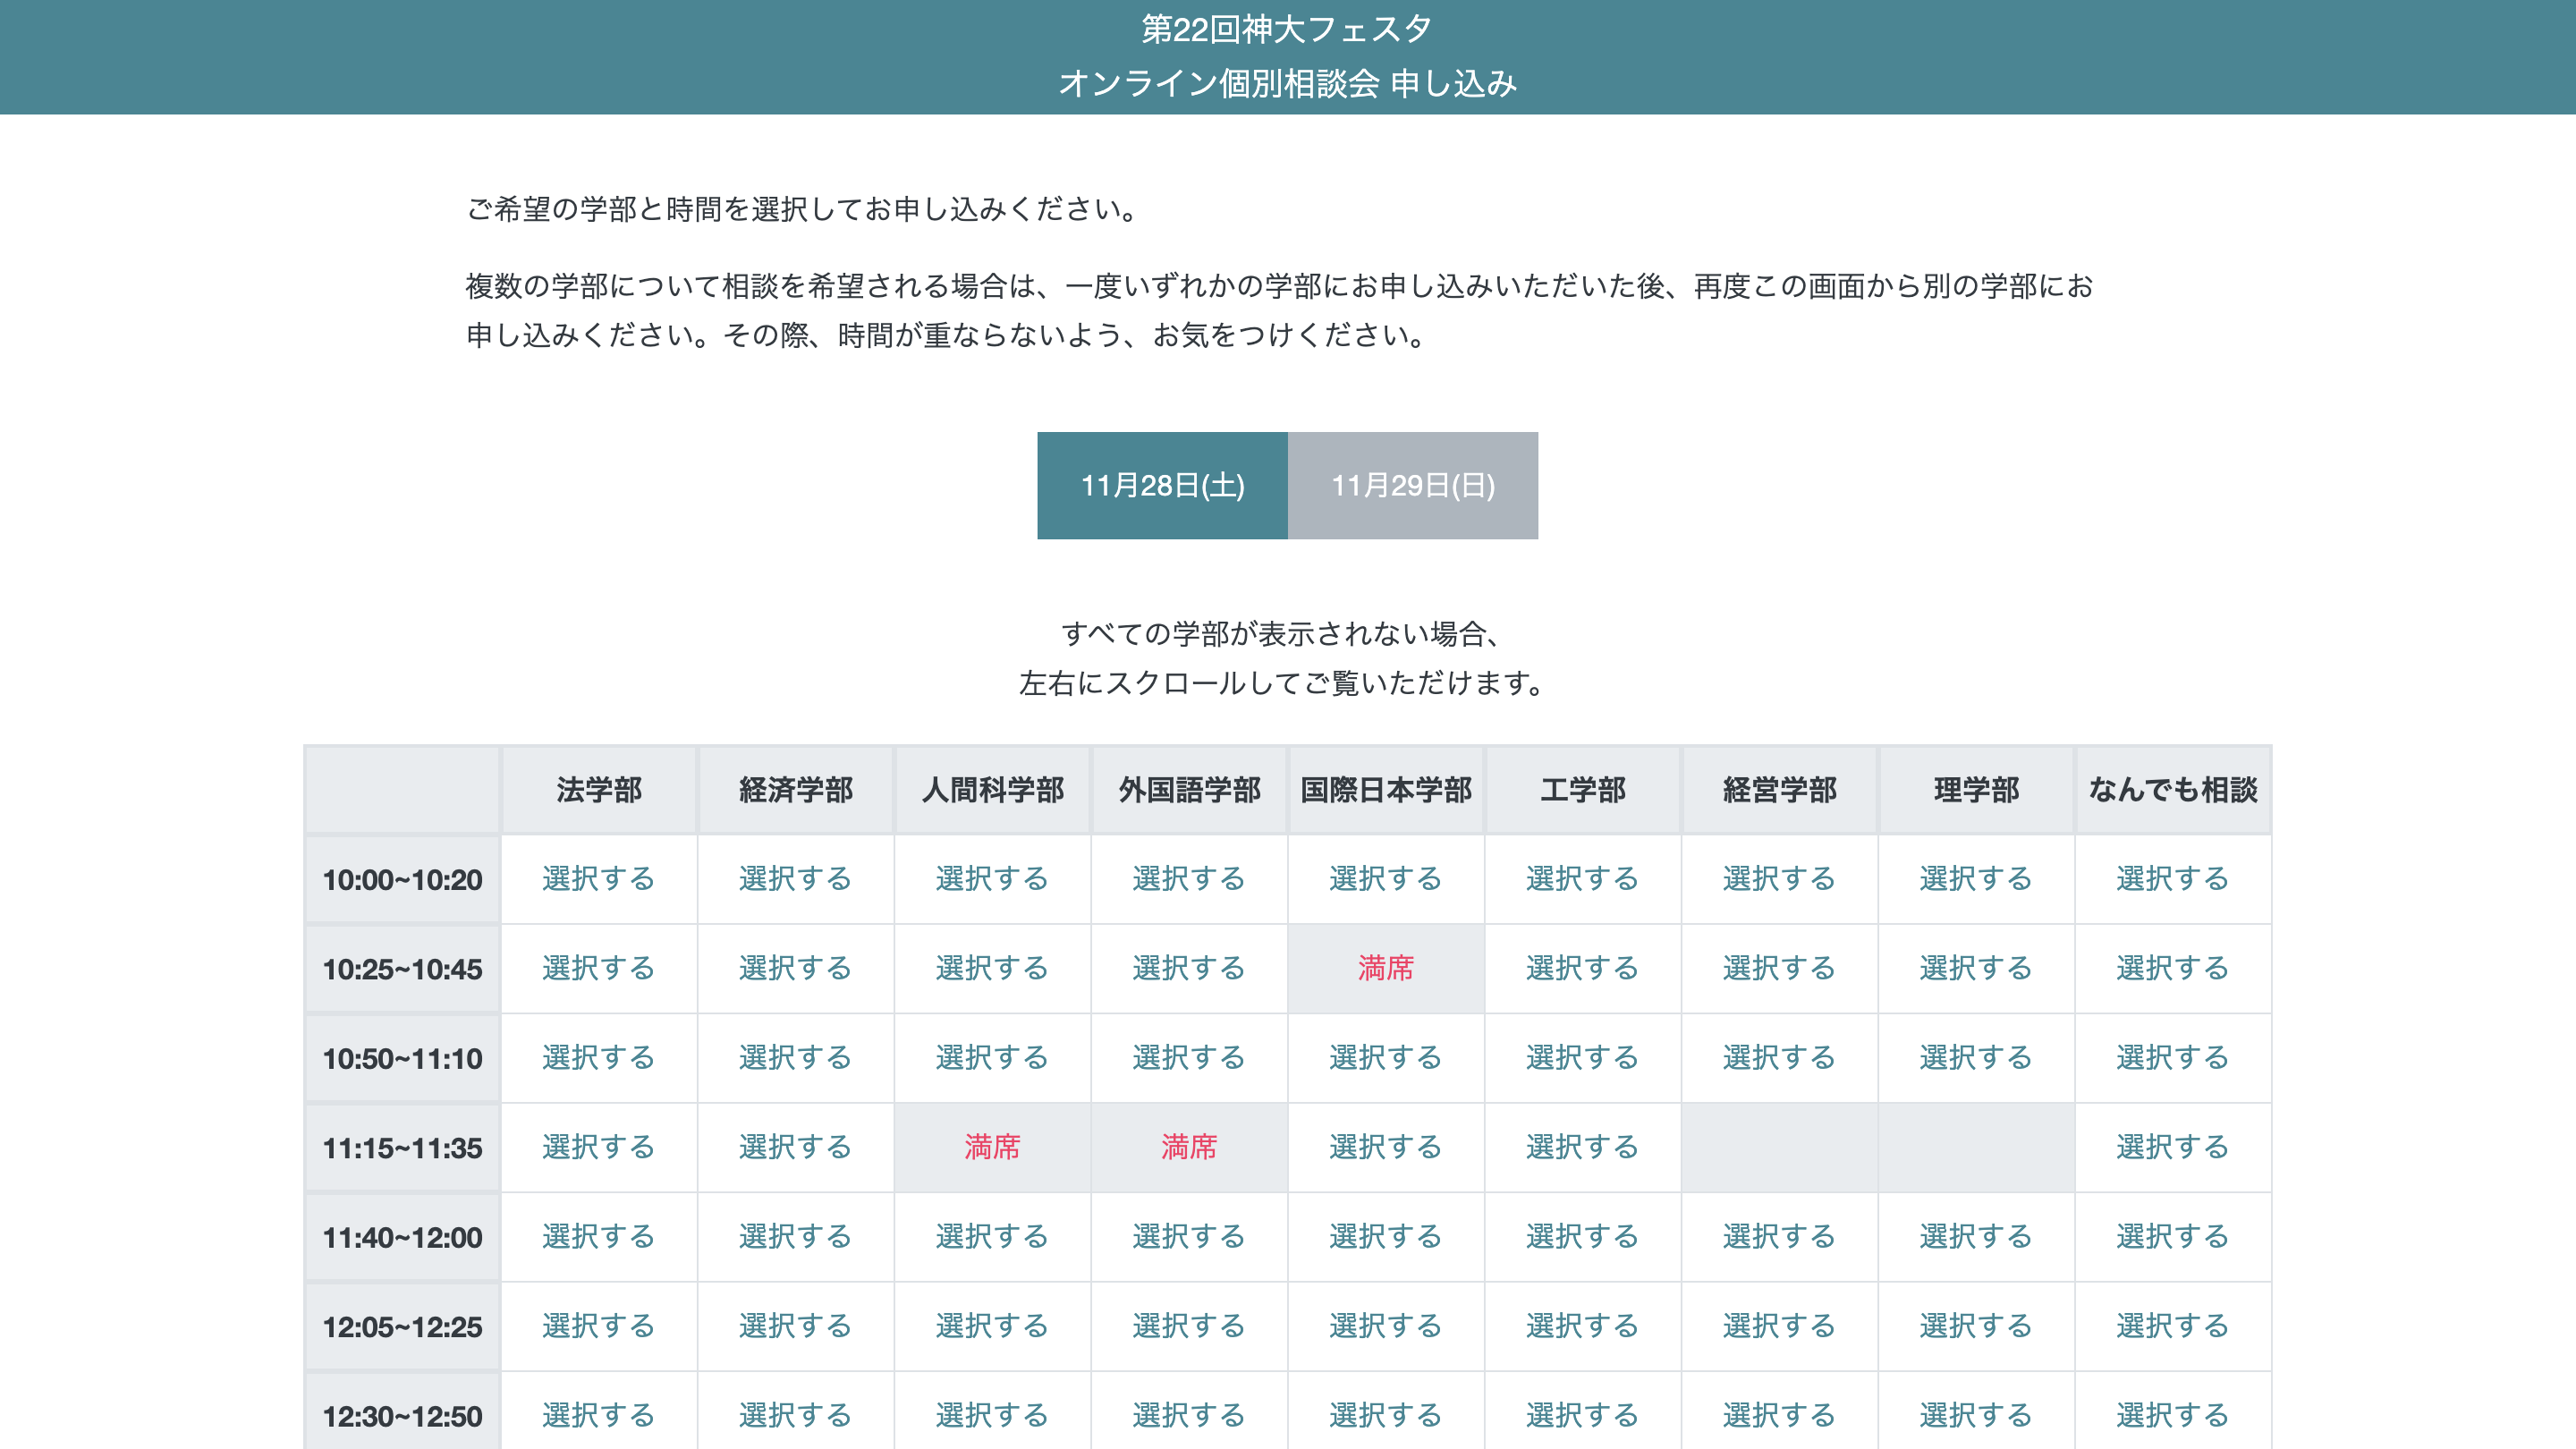 第22回神大フェスタ
オンライン個別相談会 申し込み
ご希望の学部と時間を選択してお申し込みください。
複数の学部について相談を希望される場合は、一度いずれかの学部にお申し込みいただいた後、再度この画面から別の学部にお
申し込みください。その際、時間が重ならないよう、お気をつけください。
11月28日(土) 11月29日(日)
すべての学部が表示されない場合、
左右にスクロールしてご覧いただけます。
法学部 経済学部 人間科学部 外国語学部 国際日本学部 工学部 経営学部 理学部 なんでも相談
10:00~10:20 選択する 選択する 選択する 選択する 選択する 選択する 選択する 選択する 選択する
10:25~10:45 選択する 選択する 選択する 選択する 満席 選択する 選択する 選択する 選択する
10:50~11:10 選択する 選択する 選択する 選択する 選択する 選択する 選択する 選択する 選択する
11:15~11:35 選択する 選択する 満席 満席 選択する 選択する 選択する
11:40~12:00 選択する 選択する 選択する 選択する 選択する 選択する 選択する 選択する 選択する
12:05~12:25 選択する 選択する 選択する 選択する 選択する 選択する 選択する 選択する 選択する
12:30~12:50 選択する 選択する 選択する 選択する 選択する 選択する 選択する 選択する 選択する